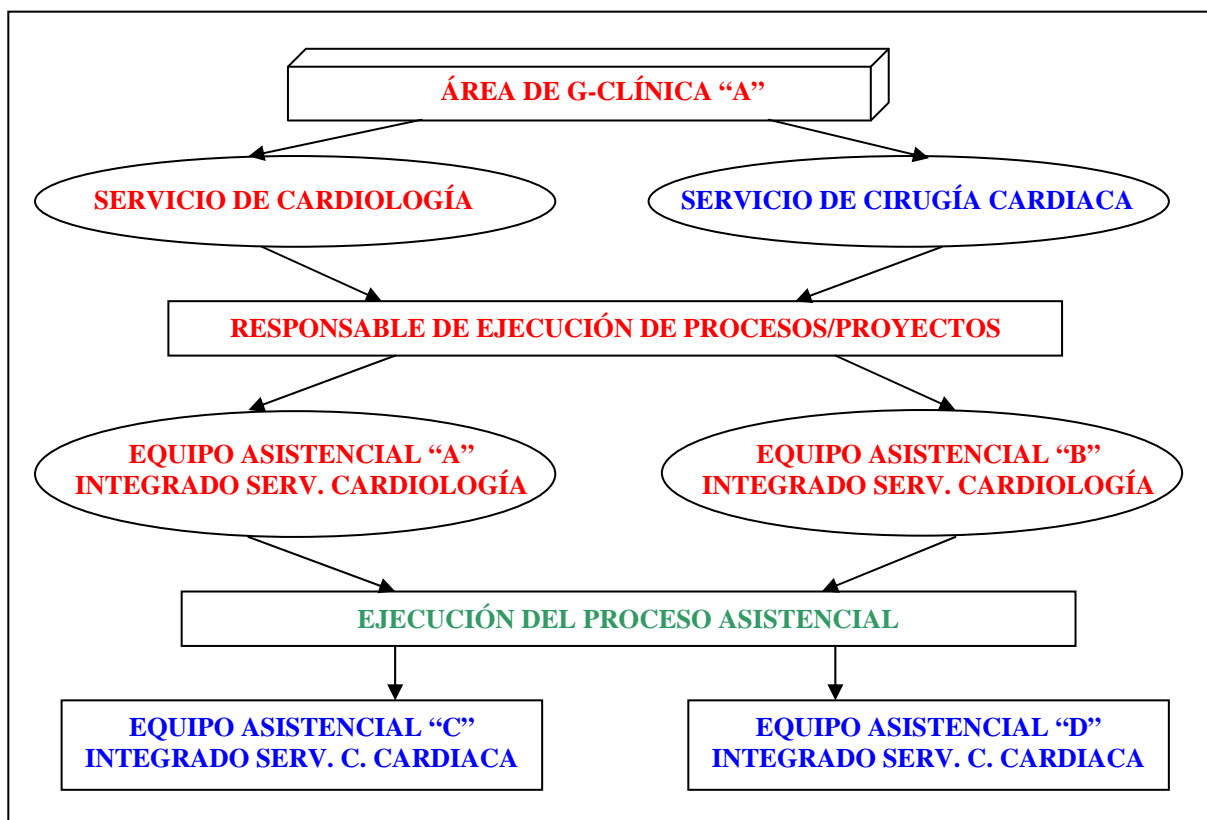 ÁREA DE G-CLÍNICA “A”
SERVICIO DE CARDIOLOGÍA
SERVICIO DE CIRUGÍA CARDIACA
RESPONSABLE DE EJECUCIÓN DE PROCESOS/PROYECTOS
EQUIPO ASISTENCIAL “A”
INTEGRADO SERV. CARDIOLOGÍA
EQUIPO ASISTENCIAL “B”
INTEGRADO SERV. CARDIOLOGÍA
EJECUCIÓN DEL PROCESO ASISTENCIAL
EQUIPO ASISTENCIAL “C”
INTEGRADO SERV. C. CARDIACA
EQUIPO ASISTENCIAL “D”
INTEGRADO SERV. C. CARDIACA